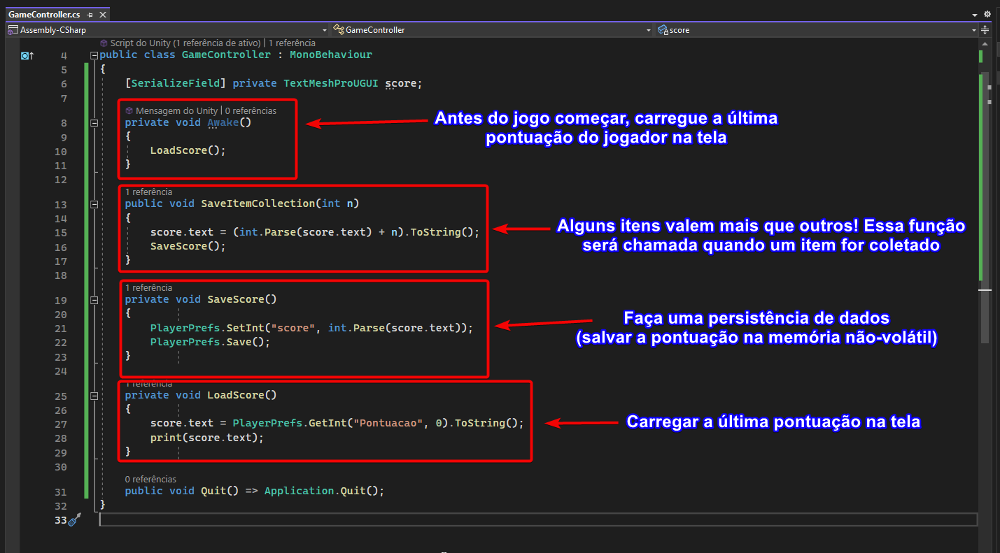 GameController.cs
Assembly-CSharp GameController score
Script do Unity (1 referência de ativo) | 1 referência
4 public class GameController : MonoBehaviour
5 {
6 [SerializeField] private TextMeshProUGUI score;
7
Mensagem do Unity | 0 referências
8 private void Awake()
9 {
10 LoadScore();
11 }
12
Antes do jogo começar, carregue a última
pontuação do jogador na tela
1 referência
13 public void SaveItemCollection(int n)
14 {
15 score.text = (int.Parse(score.text) + n).ToString();
16 SaveScore();
17 }
18
Alguns itens valem mais que outros! Essa função
será chamada quando um item for coletado
1 referência
19 private void SaveScore()
20 {
21 PlayerPrefs.SetInt("score", int.Parse(score.text));
22 PlayerPrefs.Save();
23 }
24
Faça uma persistência de dados
(salvar a pontuação na memória não-volátil)
1 referência
25 private void LoadScore()
26 {
27 score.text = PlayerPrefs.GetInt("Pontuacao", 0).ToString();
28 print(score.text);
29 }
30
Carregar a última pontuação na tela
0 referências
31 public void Quit() => Application.Quit();
32 }
33